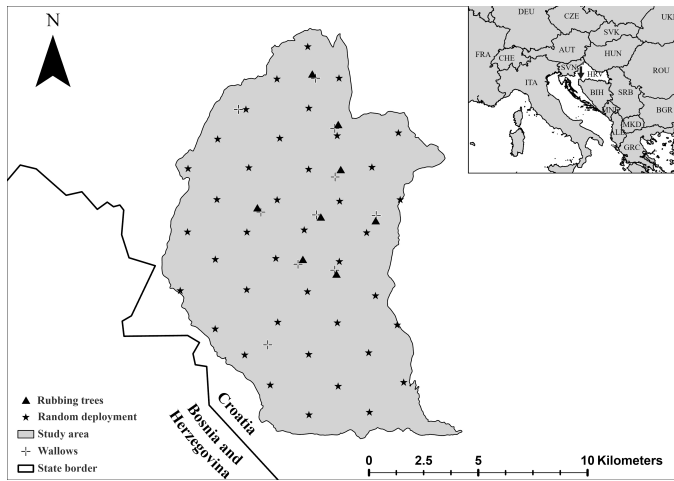 N
DEU
CZE
UKR
SVK
FRA
AUT
HUN
CHE
SVN
HRV
ROU
ITA
BIH
SRB
MNE
BGR
MKD
ALB
GRC
Rubbing trees
Random deployment
Study area
Wallows
State border
Croatia
Bosnia and
Herzegovina
0 2.5 5 10 Kilometers